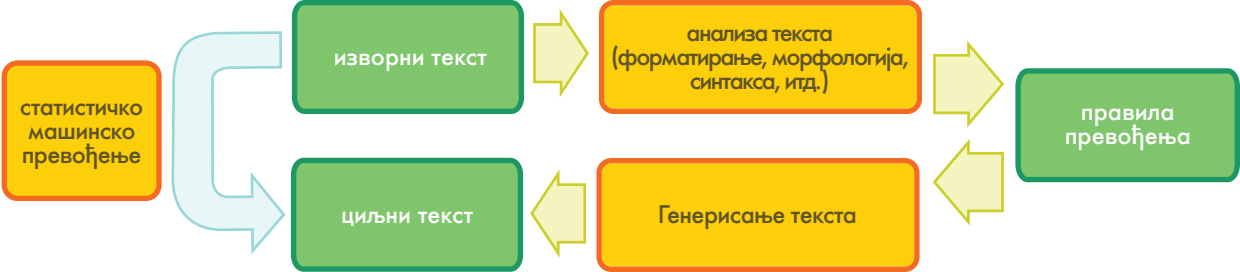 статистичко
машинско
превођење
изворни текст
анализа текста
(форматирање, морфологија,
синтакса, итд.)
правила
превођења
Генерисање текста
циљни текст